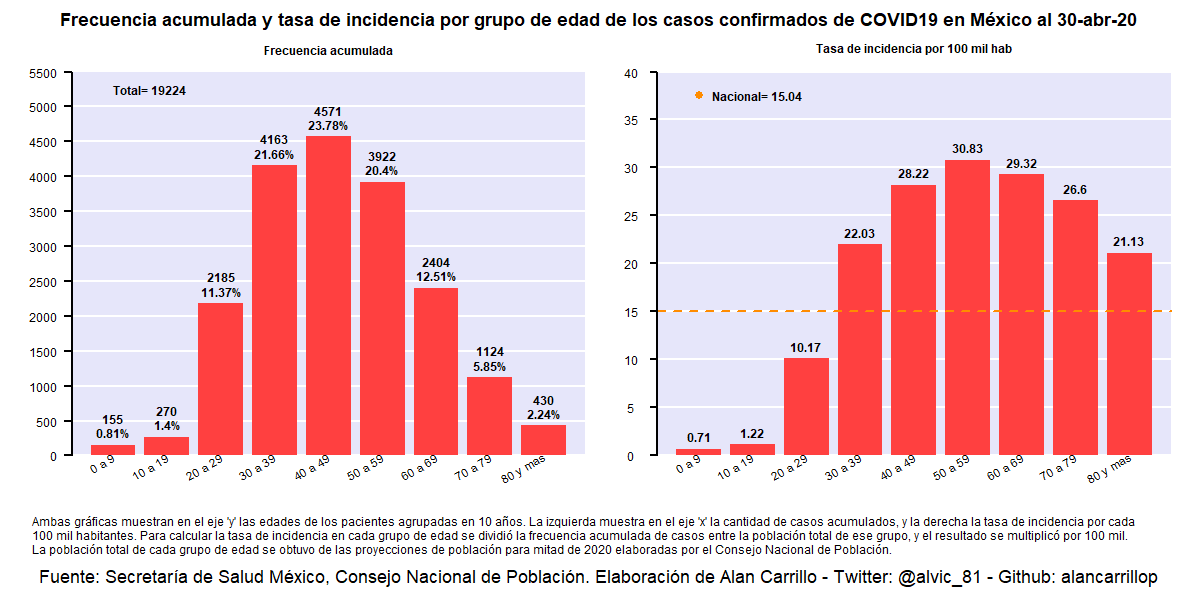 Frecuencia acumulada y tasa de incidencia por grupo de edad de los casos confirmados de COVID19 en México al 30-abr-20
Frecuencia acumulada
5500
5000
4500
4000
3500
3000
2500
2000
1500
1000
500
0
Total= 19224
155
0.81%
270
1.4%
2185
11.37%
4163
21.66%
4571
23.78%
3922
20.4%
2404
12.51%
1124
5.85%
430
2.24%
0 a 9
10 a 19
20 a 29
30 a 39
40 a 49
50 a 59
60 a 69
70 a 79
80 y mas
Tasa de incidencia por 100 mil hab
40
35
30
25
20
15
10
5
0
Nacional= 15.04
0.71
1.22
10.17
22.03
28.22
30.83
29.32
26.6
21.13
0 a 9
10 a 19
20 a 29
30 a 39
40 a 49
50 a 59
60 a 69
70 a 79
80 y mas
Ambas gráficas muestran en el eje 'y' las edades de los pacientes agrupadas en 10 años. La izquierda muestra en el eje 'x' la cantidad de casos acumulados, y la derecha la tasa de incidencia por cada
100 mil habitantes. Para calcular la tasa de incidencia en cada grupo de edad se dividió la frecuencia acumulada de casos entre la población total de ese grupo, y el resultado se multiplicó por 100 mil.
La población total de cada grupo de edad se obtuvo de las proyecciones de población para mitad de 2020 elaboradas por el Consejo Nacional de Población.
Fuente: Secretaría de Salud México, Consejo Nacional de Población. Elaboración de Alan Carrillo - Twitter: @alvic_81 - Github: alancarrillop